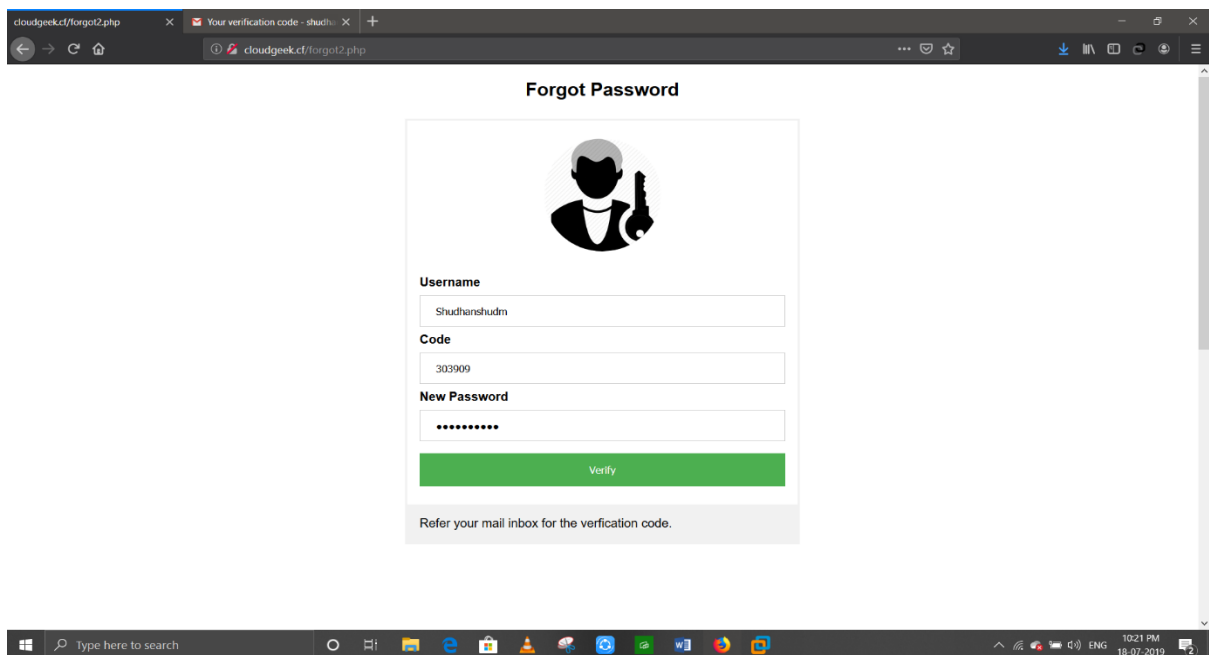 cloudgeek.cf/forgot2.php
Your verification code - shudha
cloudgeek.cf/forgot2.php
Forgot Password
Username
Shudhanshudm
Code
303909
New Password
••••••••••
Verify
Refer your mail inbox for the verfication code.
Type here to search
ENG
10:21 PM
18-07-2019
2